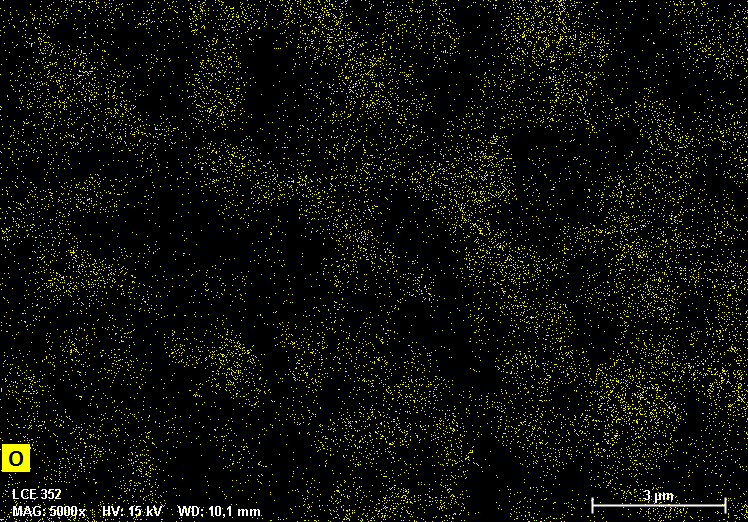 O
LCE 352
MAG: 5000x HV: 15 kV WD: 10,1 mm
3 µm